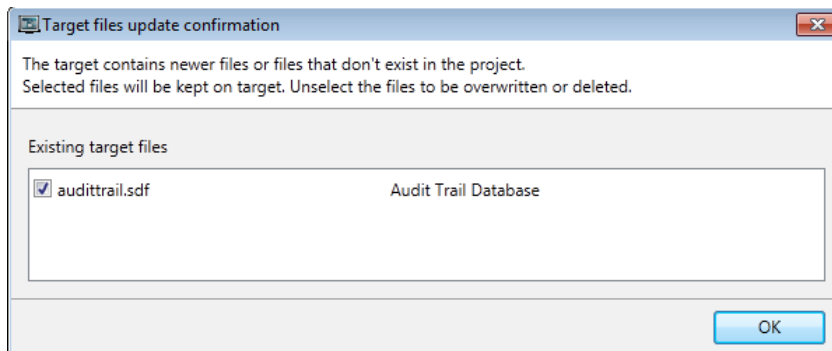 Target files update confirmation
The target contains newer files or files that don't exist in the project.
Selected files will be kept on target. Unselect the files to be overwritten or deleted.
Existing target files
audittrail.sdf Audit Trail Database
OK